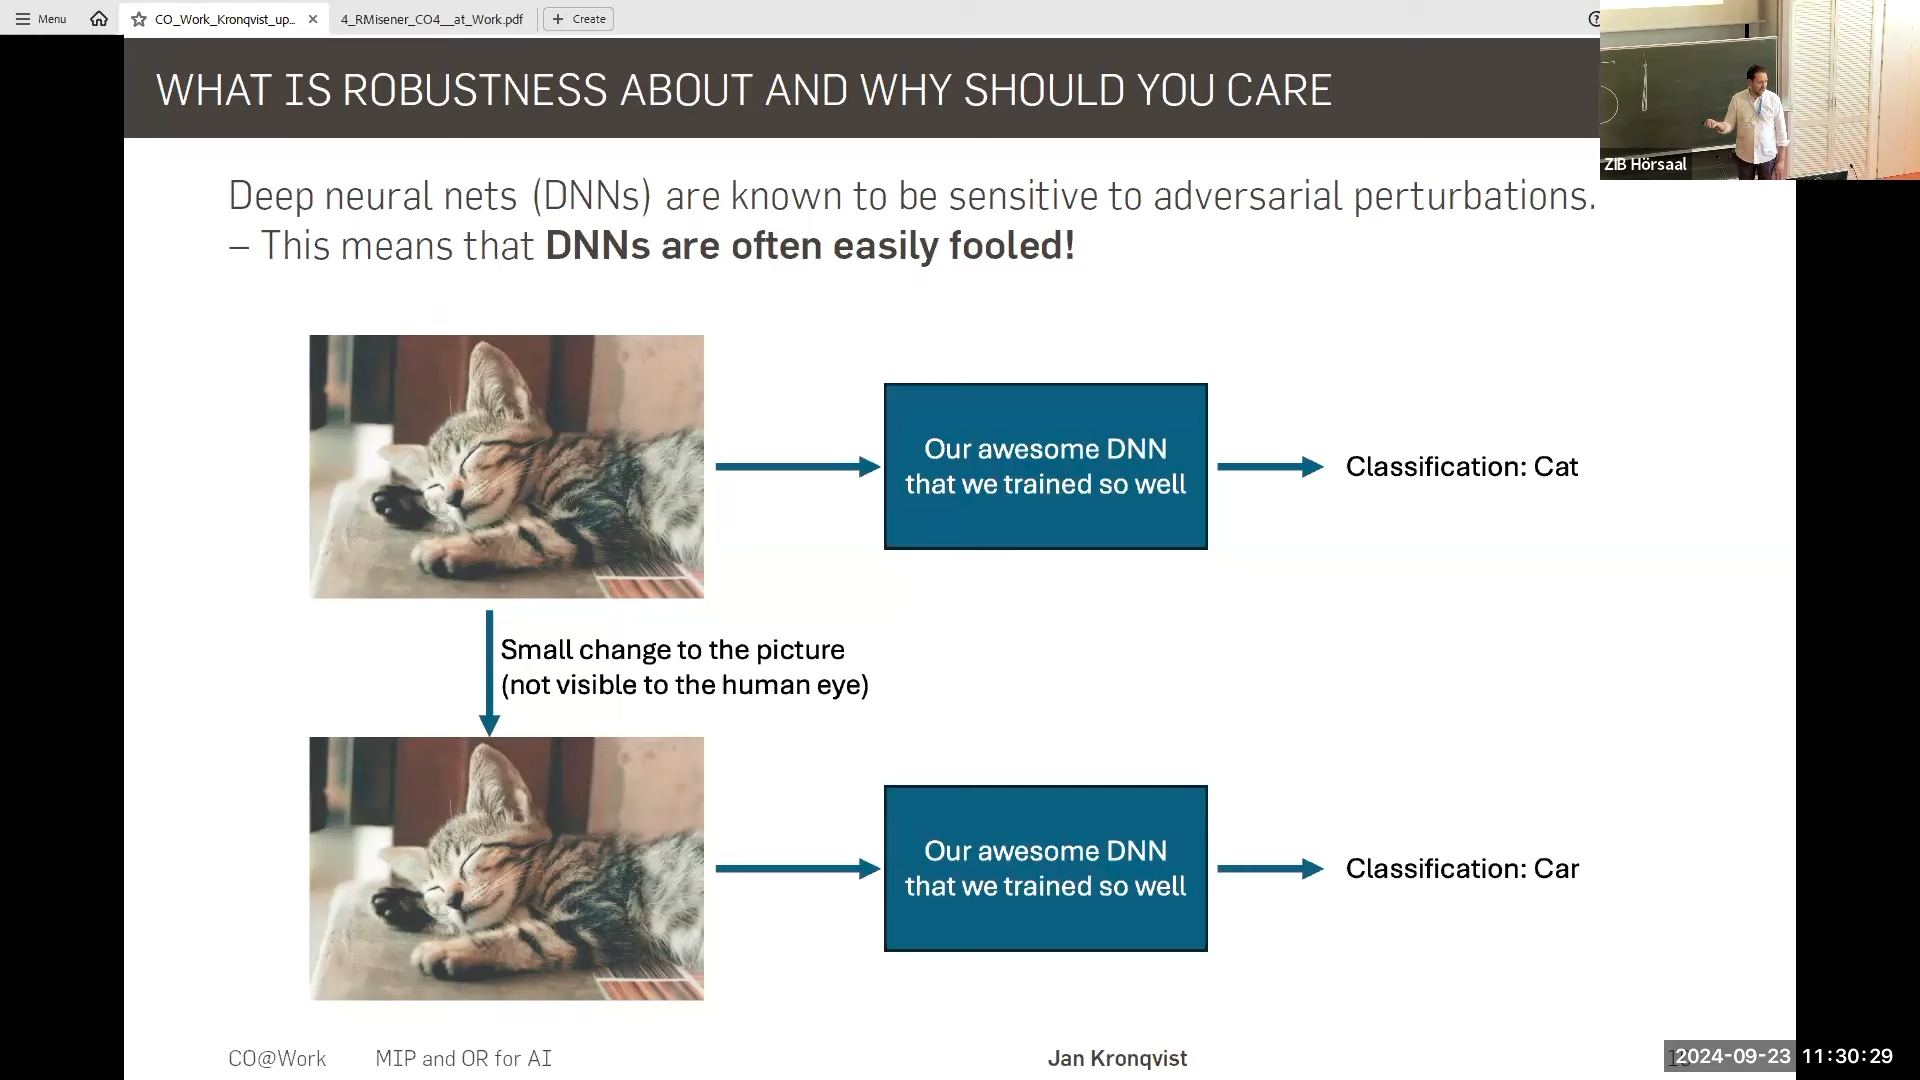 Menu
CO_Work_Kronqvist_up...
4_RMisener_CO4__at_Work.pdf
Create
WHAT IS ROBUSTNESS ABOUT AND WHY SHOULD YOU CARE
ZIB Hörsaal
Deep neural nets (DNNs) are known to be sensitive to adversarial perturbations.
– This means that DNNs are often easily fooled!
Our awesome DNN
that we trained so well
Classification: Cat
Small change to the picture
(not visible to the human eye)
Our awesome DNN
that we trained so well
Classification: Car
CO@Work MIP and OR for AI Jan Kronqvist
2024-09-23 11:30:29